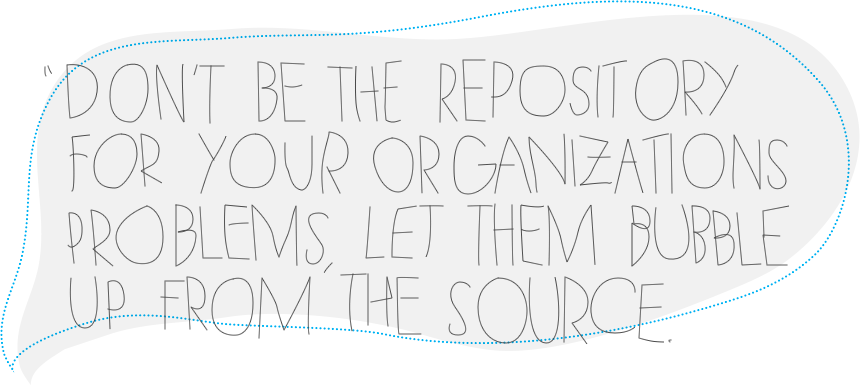 "DON'T BE THE REPOSITORY
FOR YOUR ORGANIZATIONS
PROBLEMS LET THEM BUBBLE
UP FROM THE SOURCE."